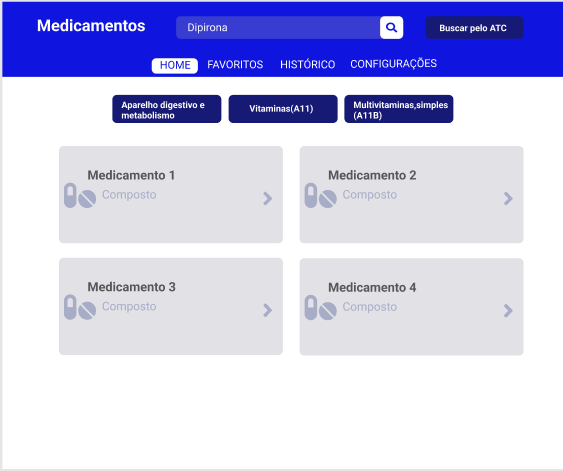 Medicamentos
Dipirona
Buscar pelo ATC
HOME
FAVORITOS
HISTÓRICO
CONFIGURAÇÕES
Aparelho digestivo e
metabolismo
Vitaminas(A11)
Multivitaminas,simples
(A11B)
Medicamento 1
Composto
Medicamento 2
Composto
Medicamento 3
Composto
Medicamento 4
Composto